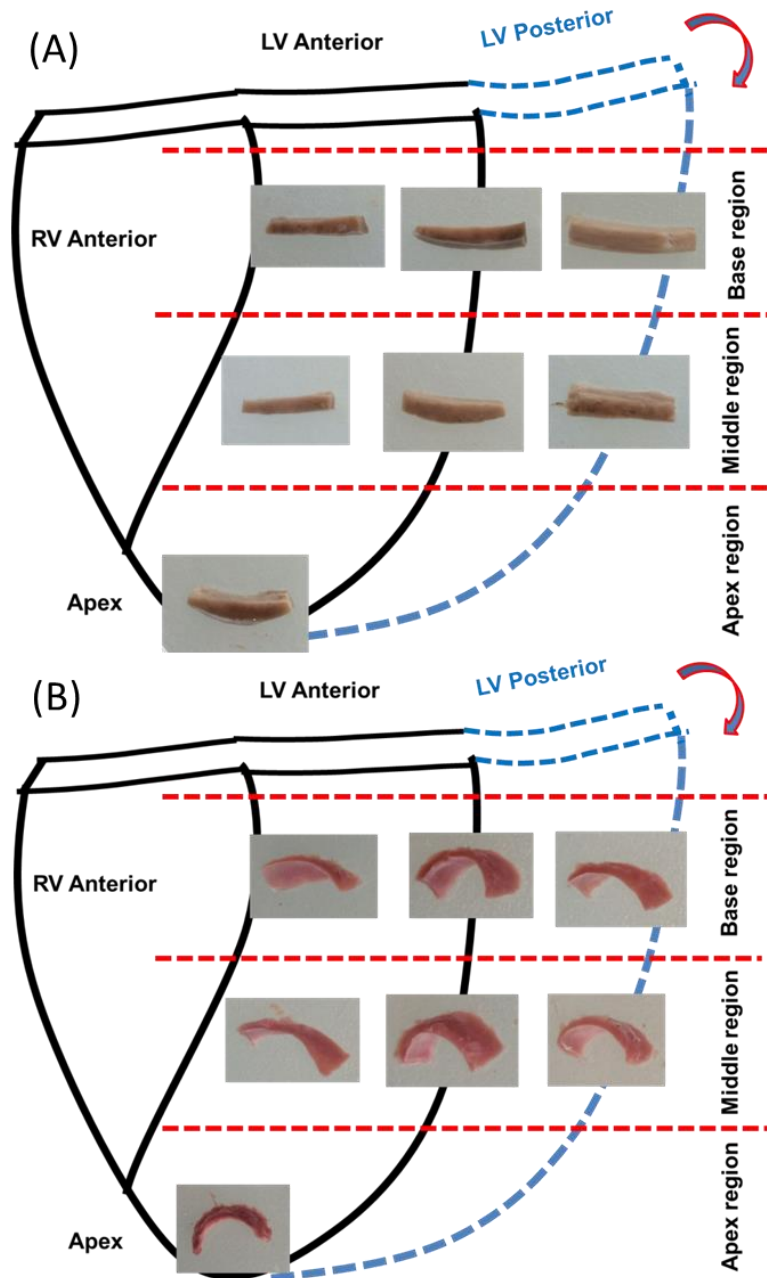 (A)
LV Anterior
LV Posterior
RV Anterior
Base region
Middle region
Apex
Apex region
(B)
LV Anterior
LV Posterior
RV Anterior
Base region
Middle region
Apex
Apex region